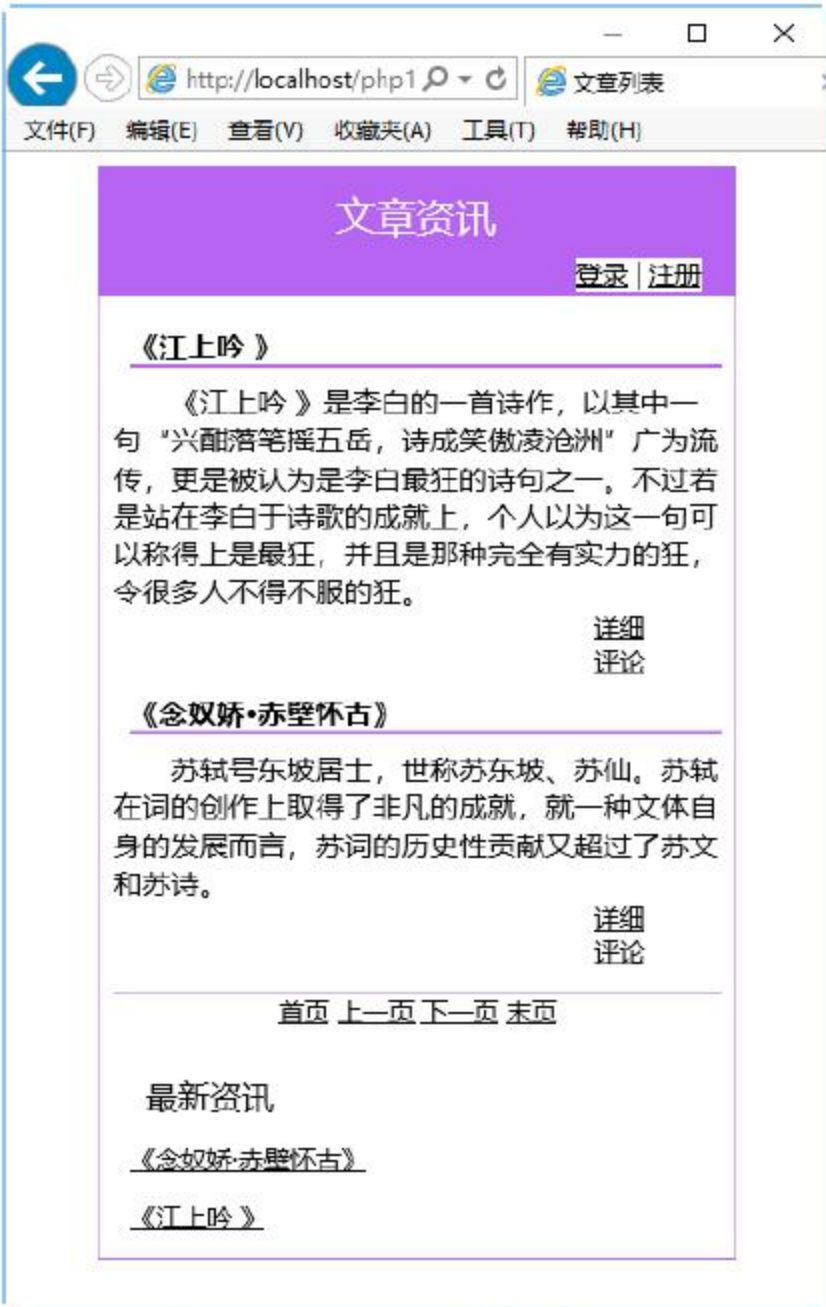 http://localhost/php1
文章列表
文件(F) 编辑(E) 查看(V) 收藏夹(A) 工具(T) 帮助(H)
文章资讯
登录 | 注册
《江上吟 》
《江上吟 》是李白的一首诗作，以其中一
句“兴酣落笔摇五岳，诗成笑傲凌沧洲”广为流
传，更是被认为是李白最狂的诗句之一。不过若
是站在李白于诗歌的成就上，个人以为这一句可
以称得上是最狂，并且是那种完全有实力的狂，
令很多人不得不服的狂。
详细
评论
《念奴娇•赤壁怀古》
苏轼号东坡居士，世称苏东坡、苏仙。苏轼
在词的创作上取得了非凡的成就，就一种文体自
身的发展而言，苏词的历史性贡献又超过了苏文
和苏诗。
详细
评论
首页 上一页 下一页 末页
最新资讯
《念奴娇·赤壁怀古》
《江上吟 》